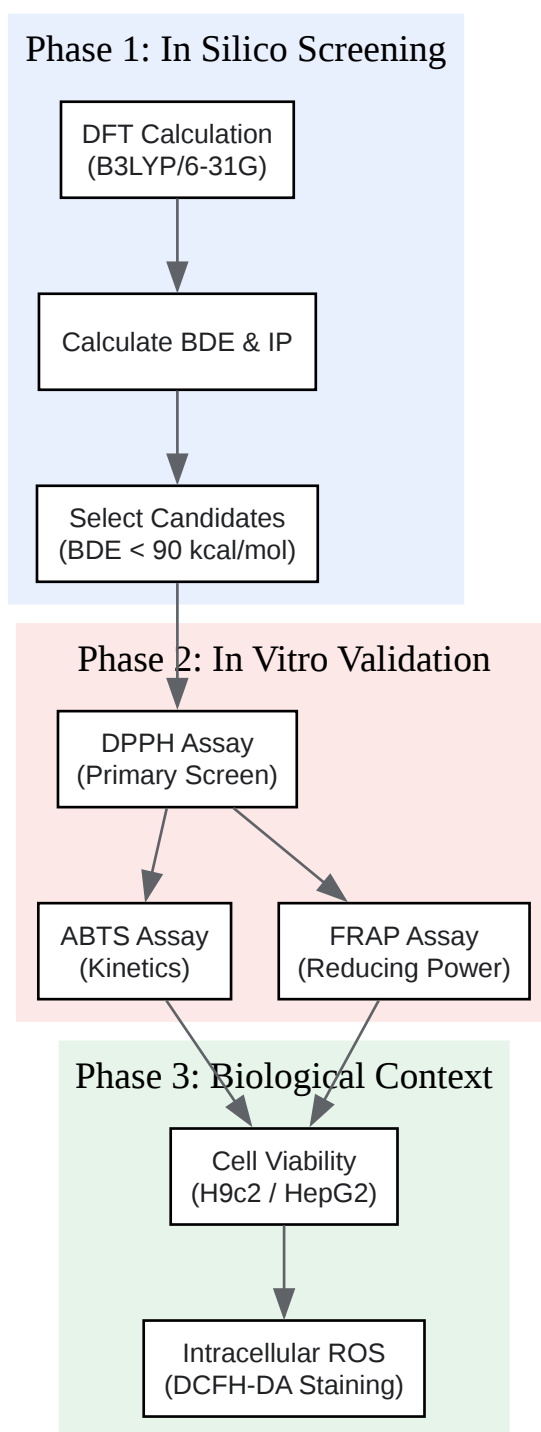 Phase 1: In Silico Screening
DFT Calculation
(B3LYP/6-31G)
Calculate BDE & IP
Select Candidates
(BDE < 90 kcal/mol)
Phase 2: In Vitro Validation
DPPH Assay
(Primary Screen)
ABTS Assay
(Kinetics)
FRAP Assay
(Reducing Power)
Phase 3: Biological Context
Cell Viability
(H9c2 / HepG2)
Intracellular ROS
(DCFH-DA Staining)